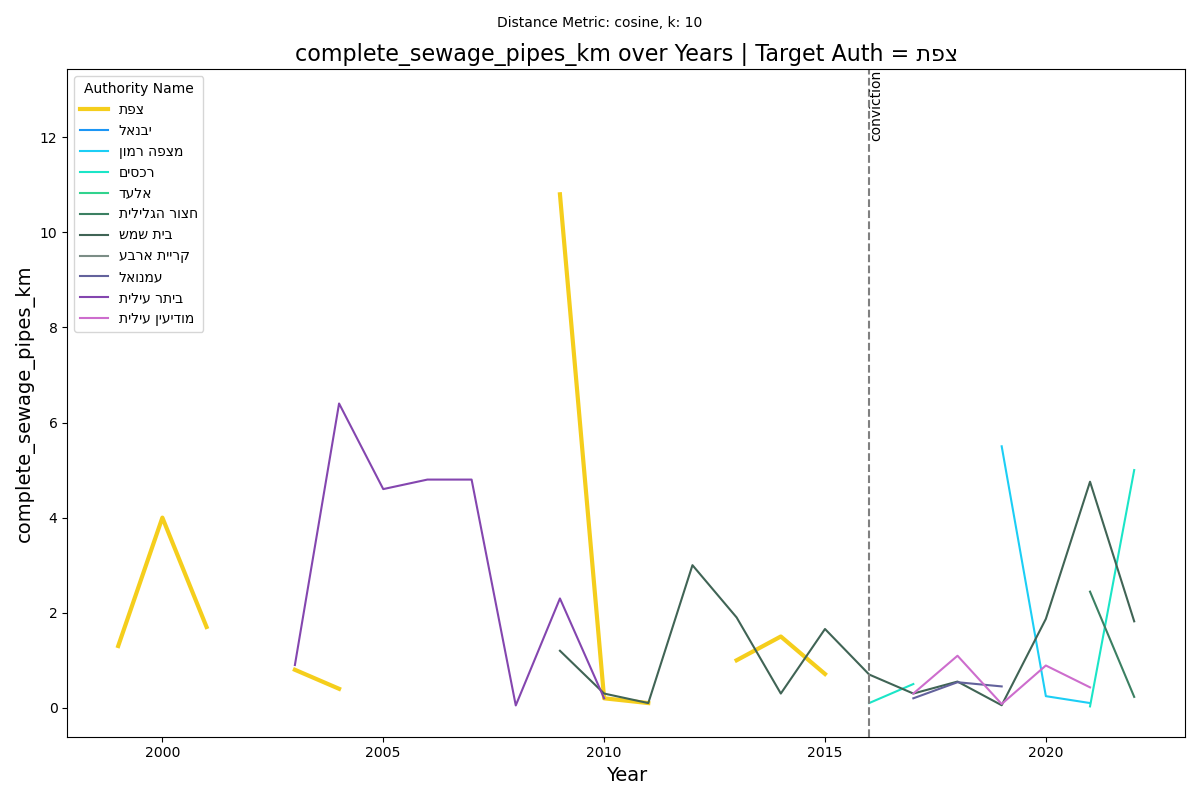 Distance Metric: cosine, k: 10
complete_sewage_pipes_km over Years | Target Auth = צפת
conviction
Authority Name
צפת
יבנאל
מצפה רמון
רכסים
אלעד
חצור הגלילית
בית שמש
קריית ארבע
עמנואל
ביתר עילית
מודיעין עילית
complete_sewage_pipes_km
12
10
8
6
4
2
0
2000 2005 2010 2015 2020
Year